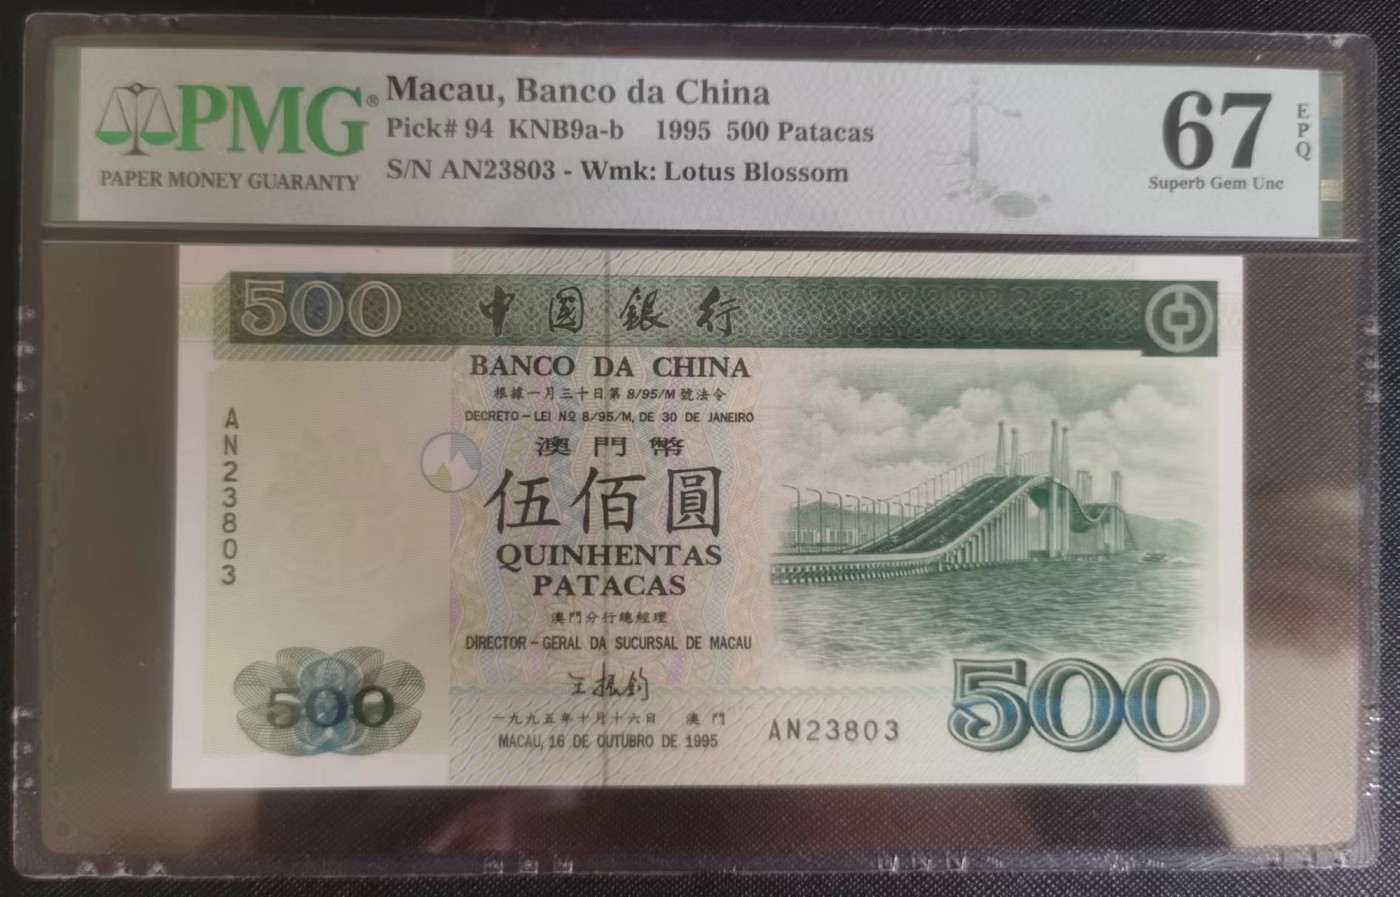 PMG®
PAPER MONEY GUARANTY
Macau, Banco da China
Pick# 94 KNB9a-b 1995 500 Patacas
S/N AN23803 - Wmk: Lotus Blossom
67
EPQ
Superb Gem Unc
500
中國銀行
BANCO DA CHINA
根據一月三十日第 8/95/M 號法令
DECRETO-LEI Nº 8/95/M, DE 30 DE JANEIRO
澳門幣
伍佰圓
QUINHENTAS
PATACAS
澳門分行總經理
DIRECTOR-GERAL DA SUCURSAL DE MACAU
王振鈞
一九九五年十月十六日 澳門
MACAU, 16 DE OUTUBRO DE 1995
AN23803
500
AN23803
500